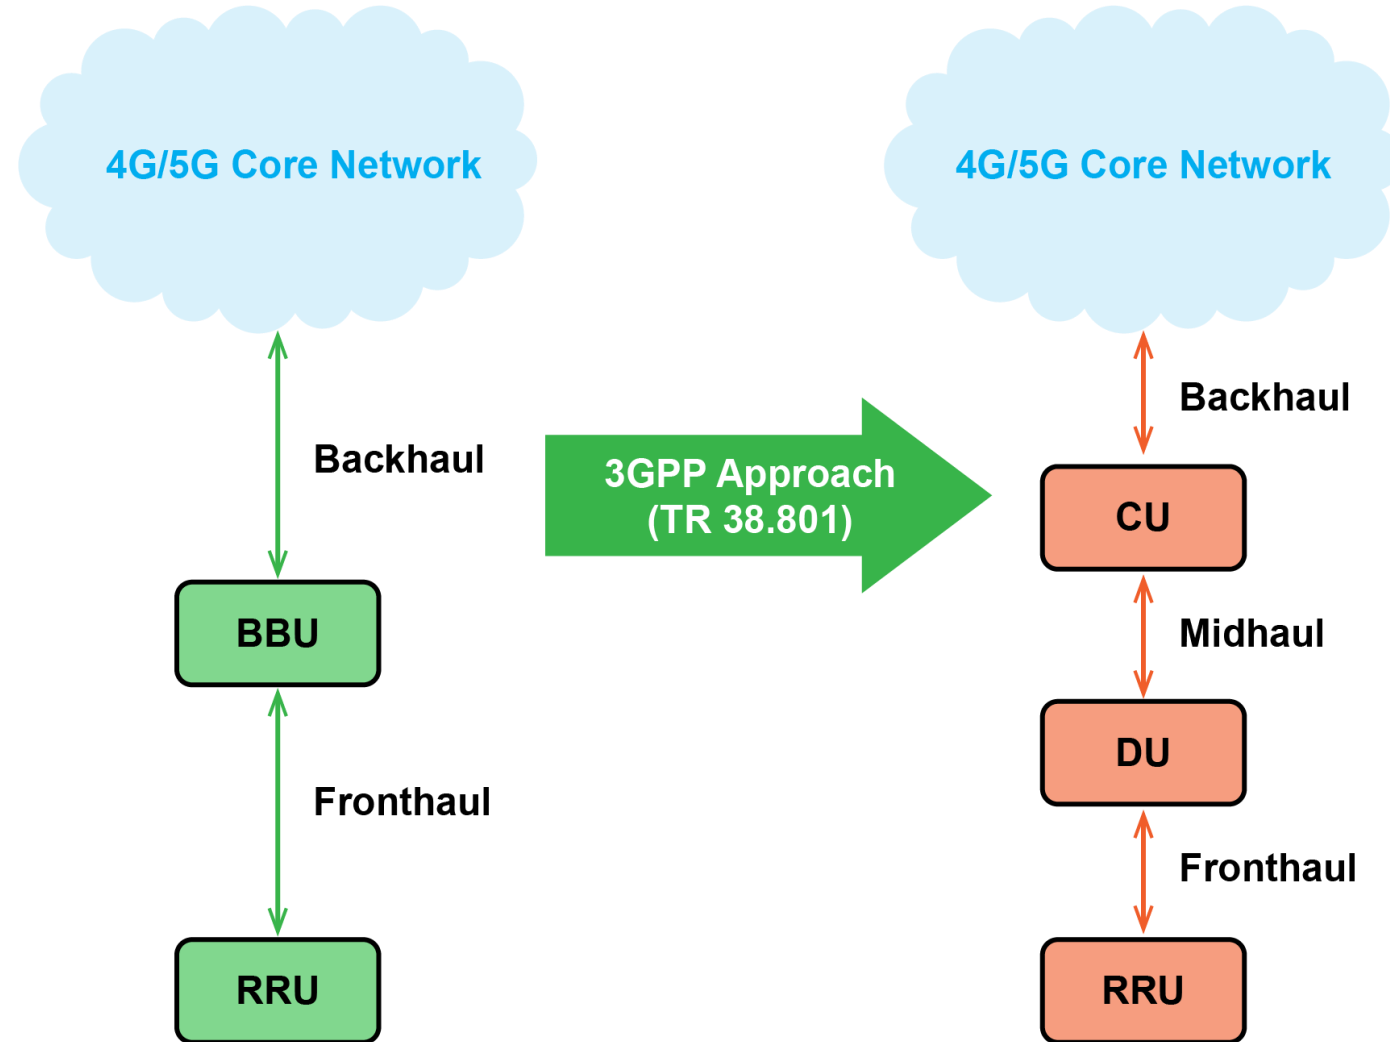 4G/5G Core Network
Backhaul
BBU
Fronthaul
RRU
3GPP Approach
(TR 38.801)
4G/5G Core Network
Backhaul
CU
Midhaul
DU
Fronthaul
RRU